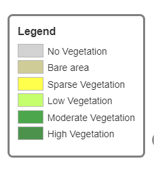 Legend
No Vegetation
Bare area
Sparse Vegetation
Low Vegetation
Moderate Vegetation
High Vegetation